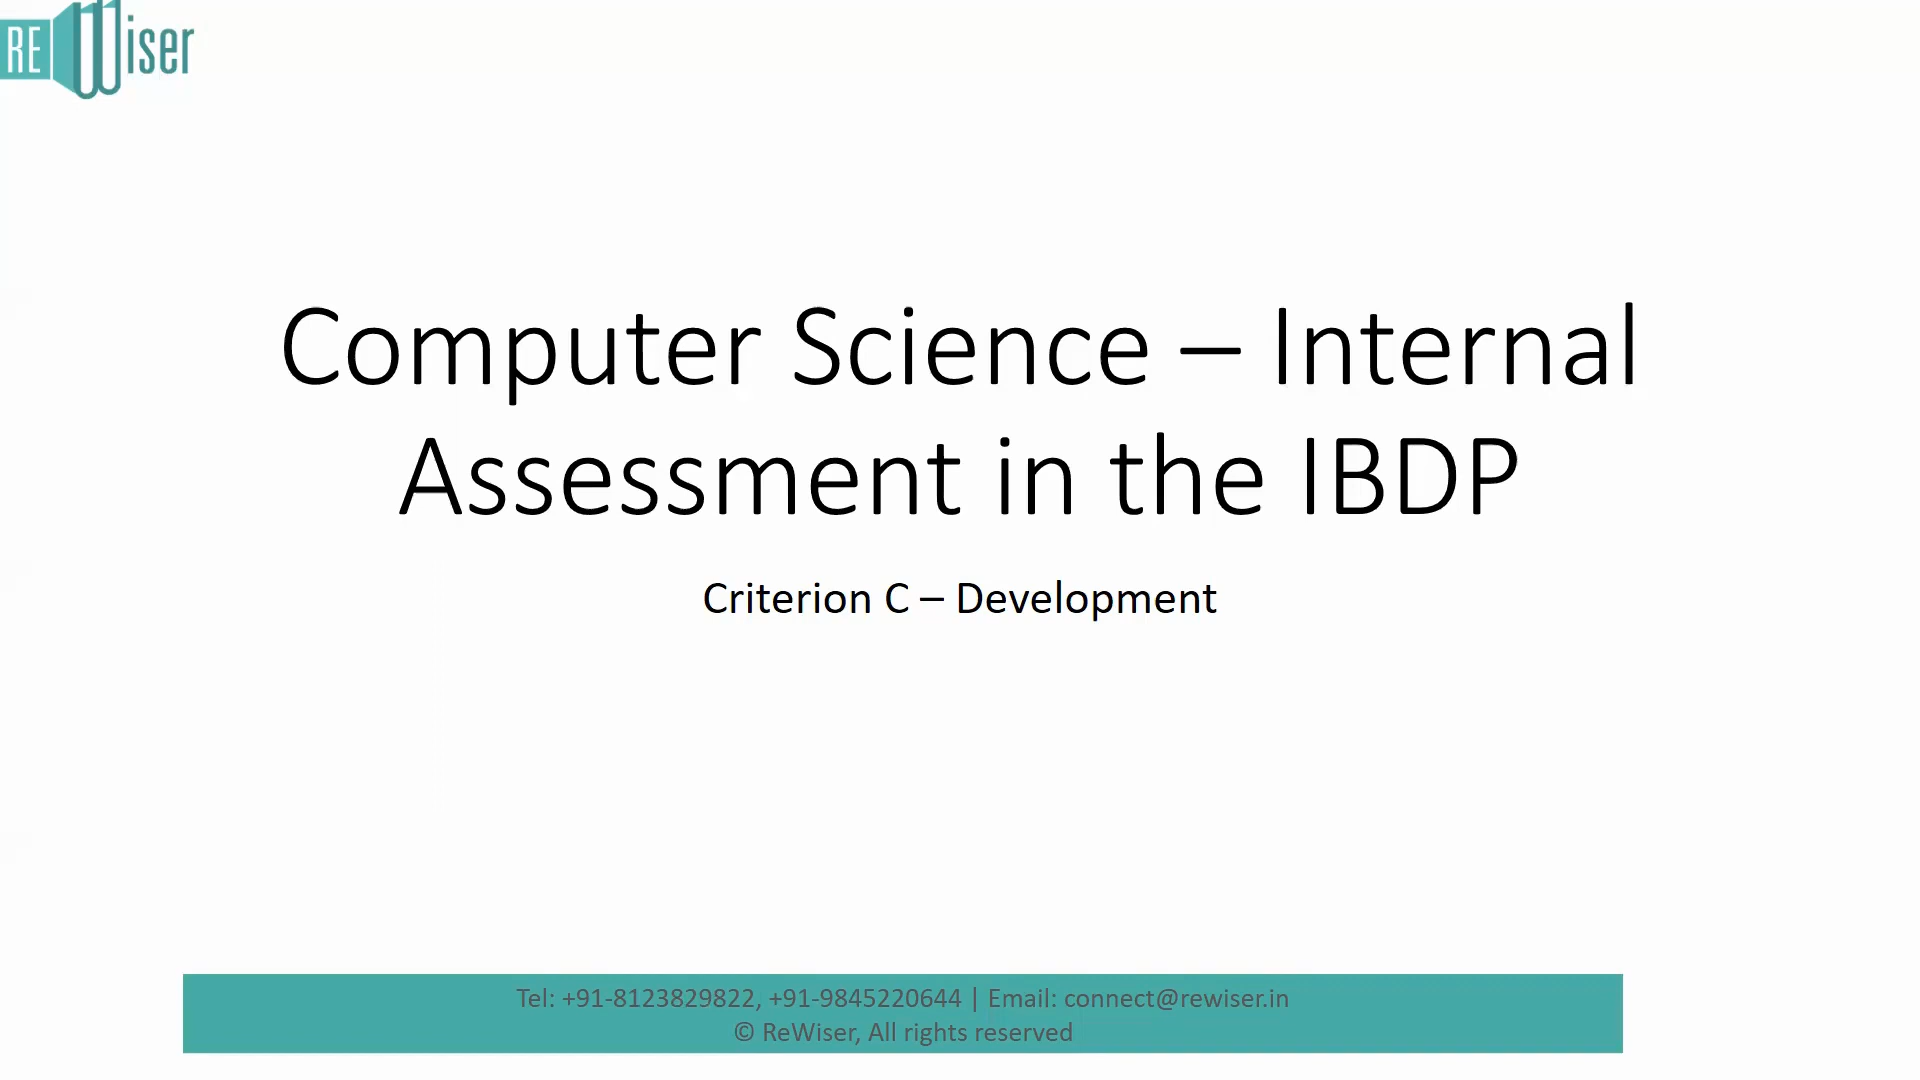 REWiser
Computer Science – Internal
Assessment in the IBDP
Criterion C – Development
Tel: +91-8123829822, +91-9845220644 | Email: connect@rewiser.in
© ReWiser, All rights reserved